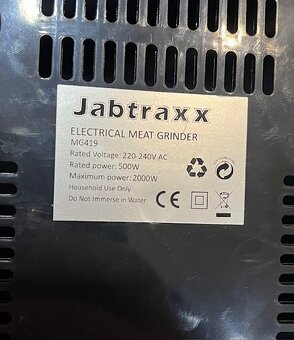 Jabtraxx
ELECTRICAL MEAT GRINDER
MG419
Rated Voltage: 220-240V AC
Rated power: 500W
Maximum power: 2000W
Household Use Only
Do Not Immerse in Water
CE